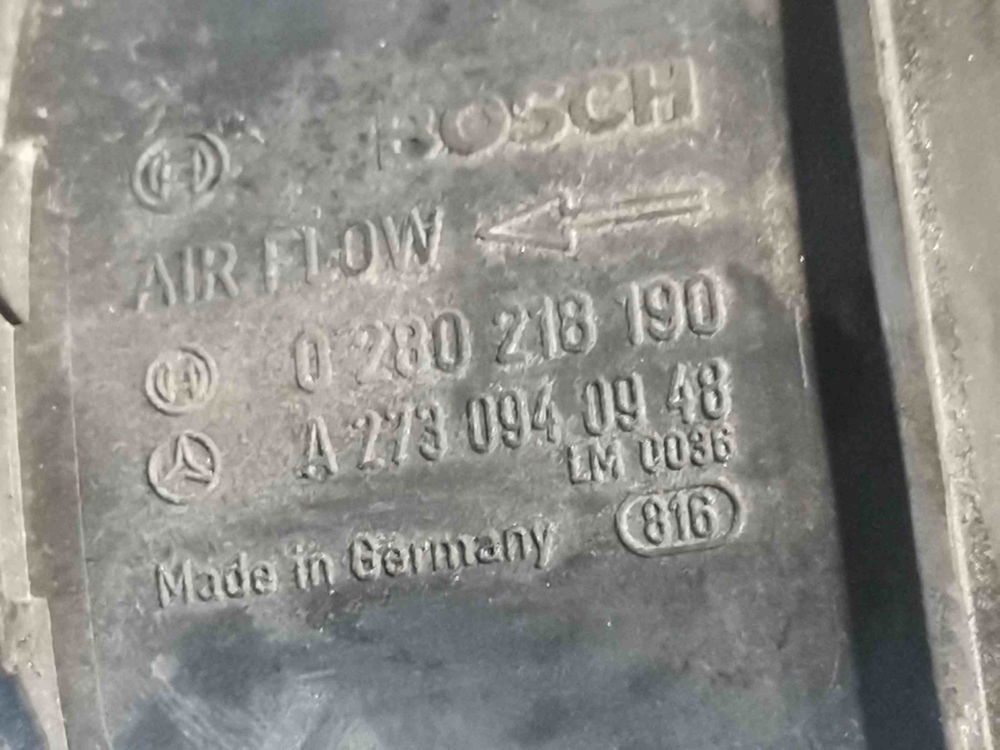 BOSCH
AIR FLOW
0 280 218 190
A 273 094 09 48
LM 0036
816
Made in Germany